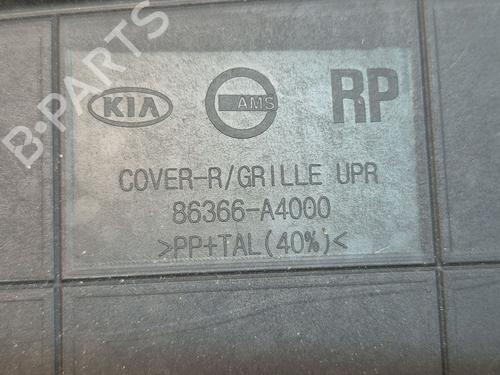 B-PARTS
KIA AMS RP
COVER-R/GRILLE UPR
86366-A4000
>PP+TAL(40%)<